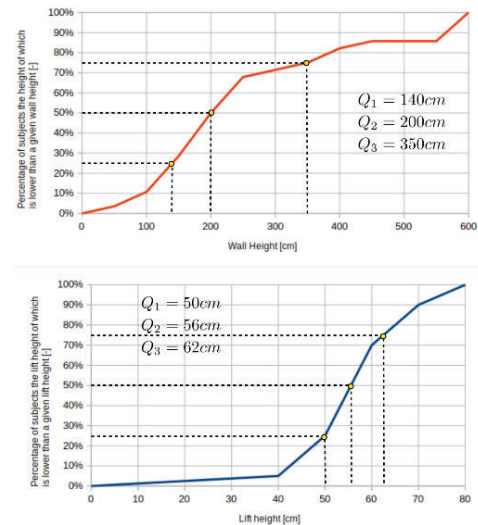 Percentage of subjects the height of which
is lower than a given wall height [-]
100%
90%
80%
70%
60%
50%
40%
30%
20%
10%
0%
Q1 = 140cm
Q2 = 200cm
Q3 = 350cm
0 100 200 300 400 500 600
Wall Height [cm]
Percentage of subjects the lift height of which
is lower than a given lift height [-]
100%
90%
80%
70%
60%
50%
40%
30%
20%
10%
0%
Q1 = 50cm
Q2 = 56cm
Q3 = 62cm
0 10 20 30 40 50 60 70 80
Lift height [cm]